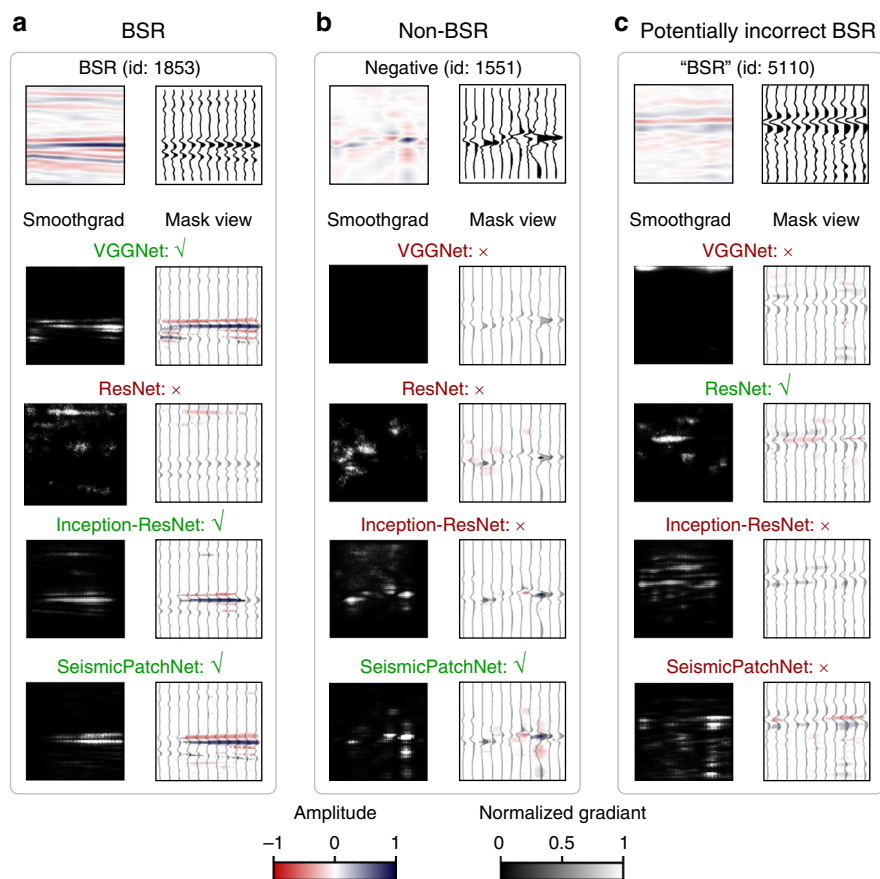 a BSR
BSR (id: 1853)
Smoothgrad Mask view
VGGNet: √
ResNet: ×
Inception-ResNet: √
SeismicPatchNet: √
b Non-BSR
Negative (id: 1551)
Smoothgrad Mask view
VGGNet: ×
ResNet: ×
Inception-ResNet: ×
SeismicPatchNet: √
c Potentially incorrect BSR
“BSR” (id: 5110)
Smoothgrad Mask view
VGGNet: ×
ResNet: √
Inception-ResNet: ×
SeismicPatchNet: ×
Amplitude
−1 0 1
Normalized gradiant
0 0.5 1